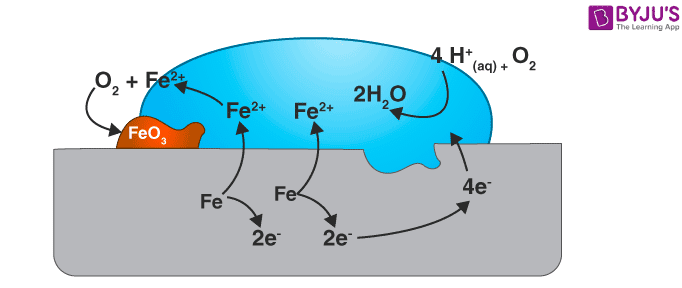 BYJU'S
The Learning App
4 H⁺(aq) + O₂
O₂ + Fe²⁺
2H₂O
Fe²⁺
Fe²⁺
FeO₃
Fe
Fe
4e⁻
2e⁻
2e⁻